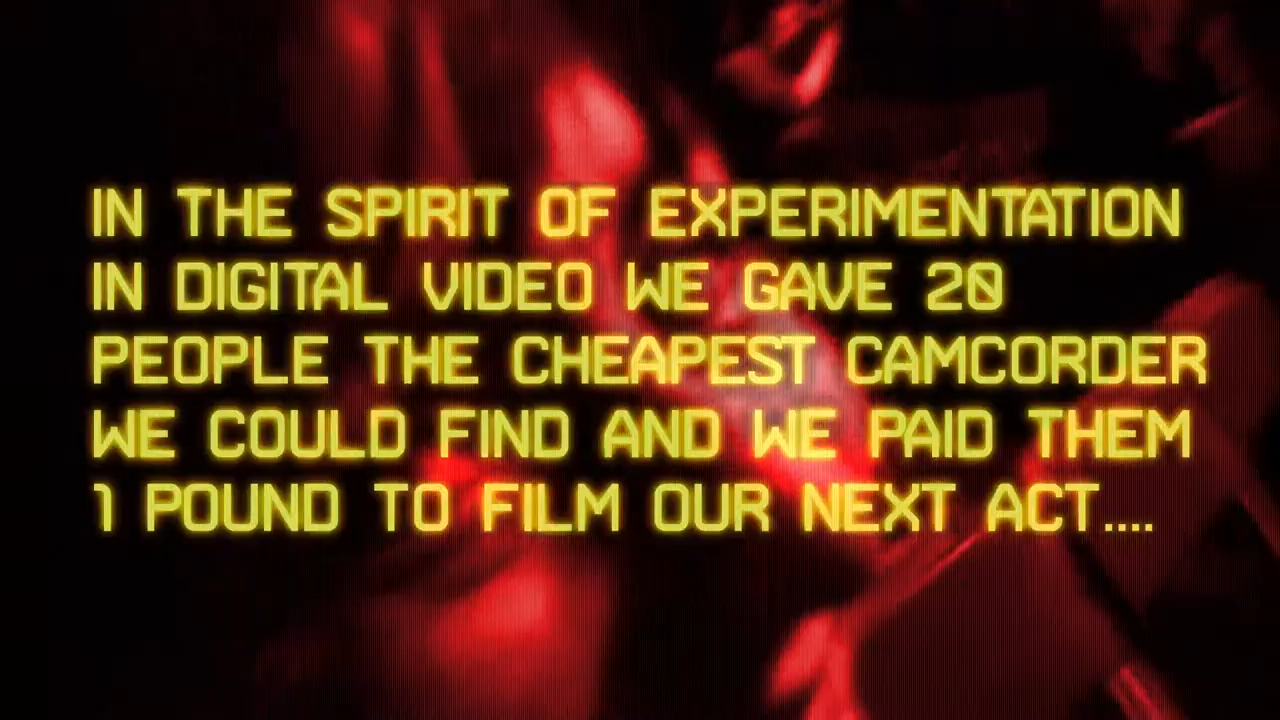 IN THE SPIRIT OF EXPERIMENTATION
IN DIGITAL VIDEO WE GAVE 20
PEOPLE THE CHEAPEST CAMCORDER
WE COULD FIND AND WE PAID THEM
1 POUND TO FILM OUR NEXT ACT....